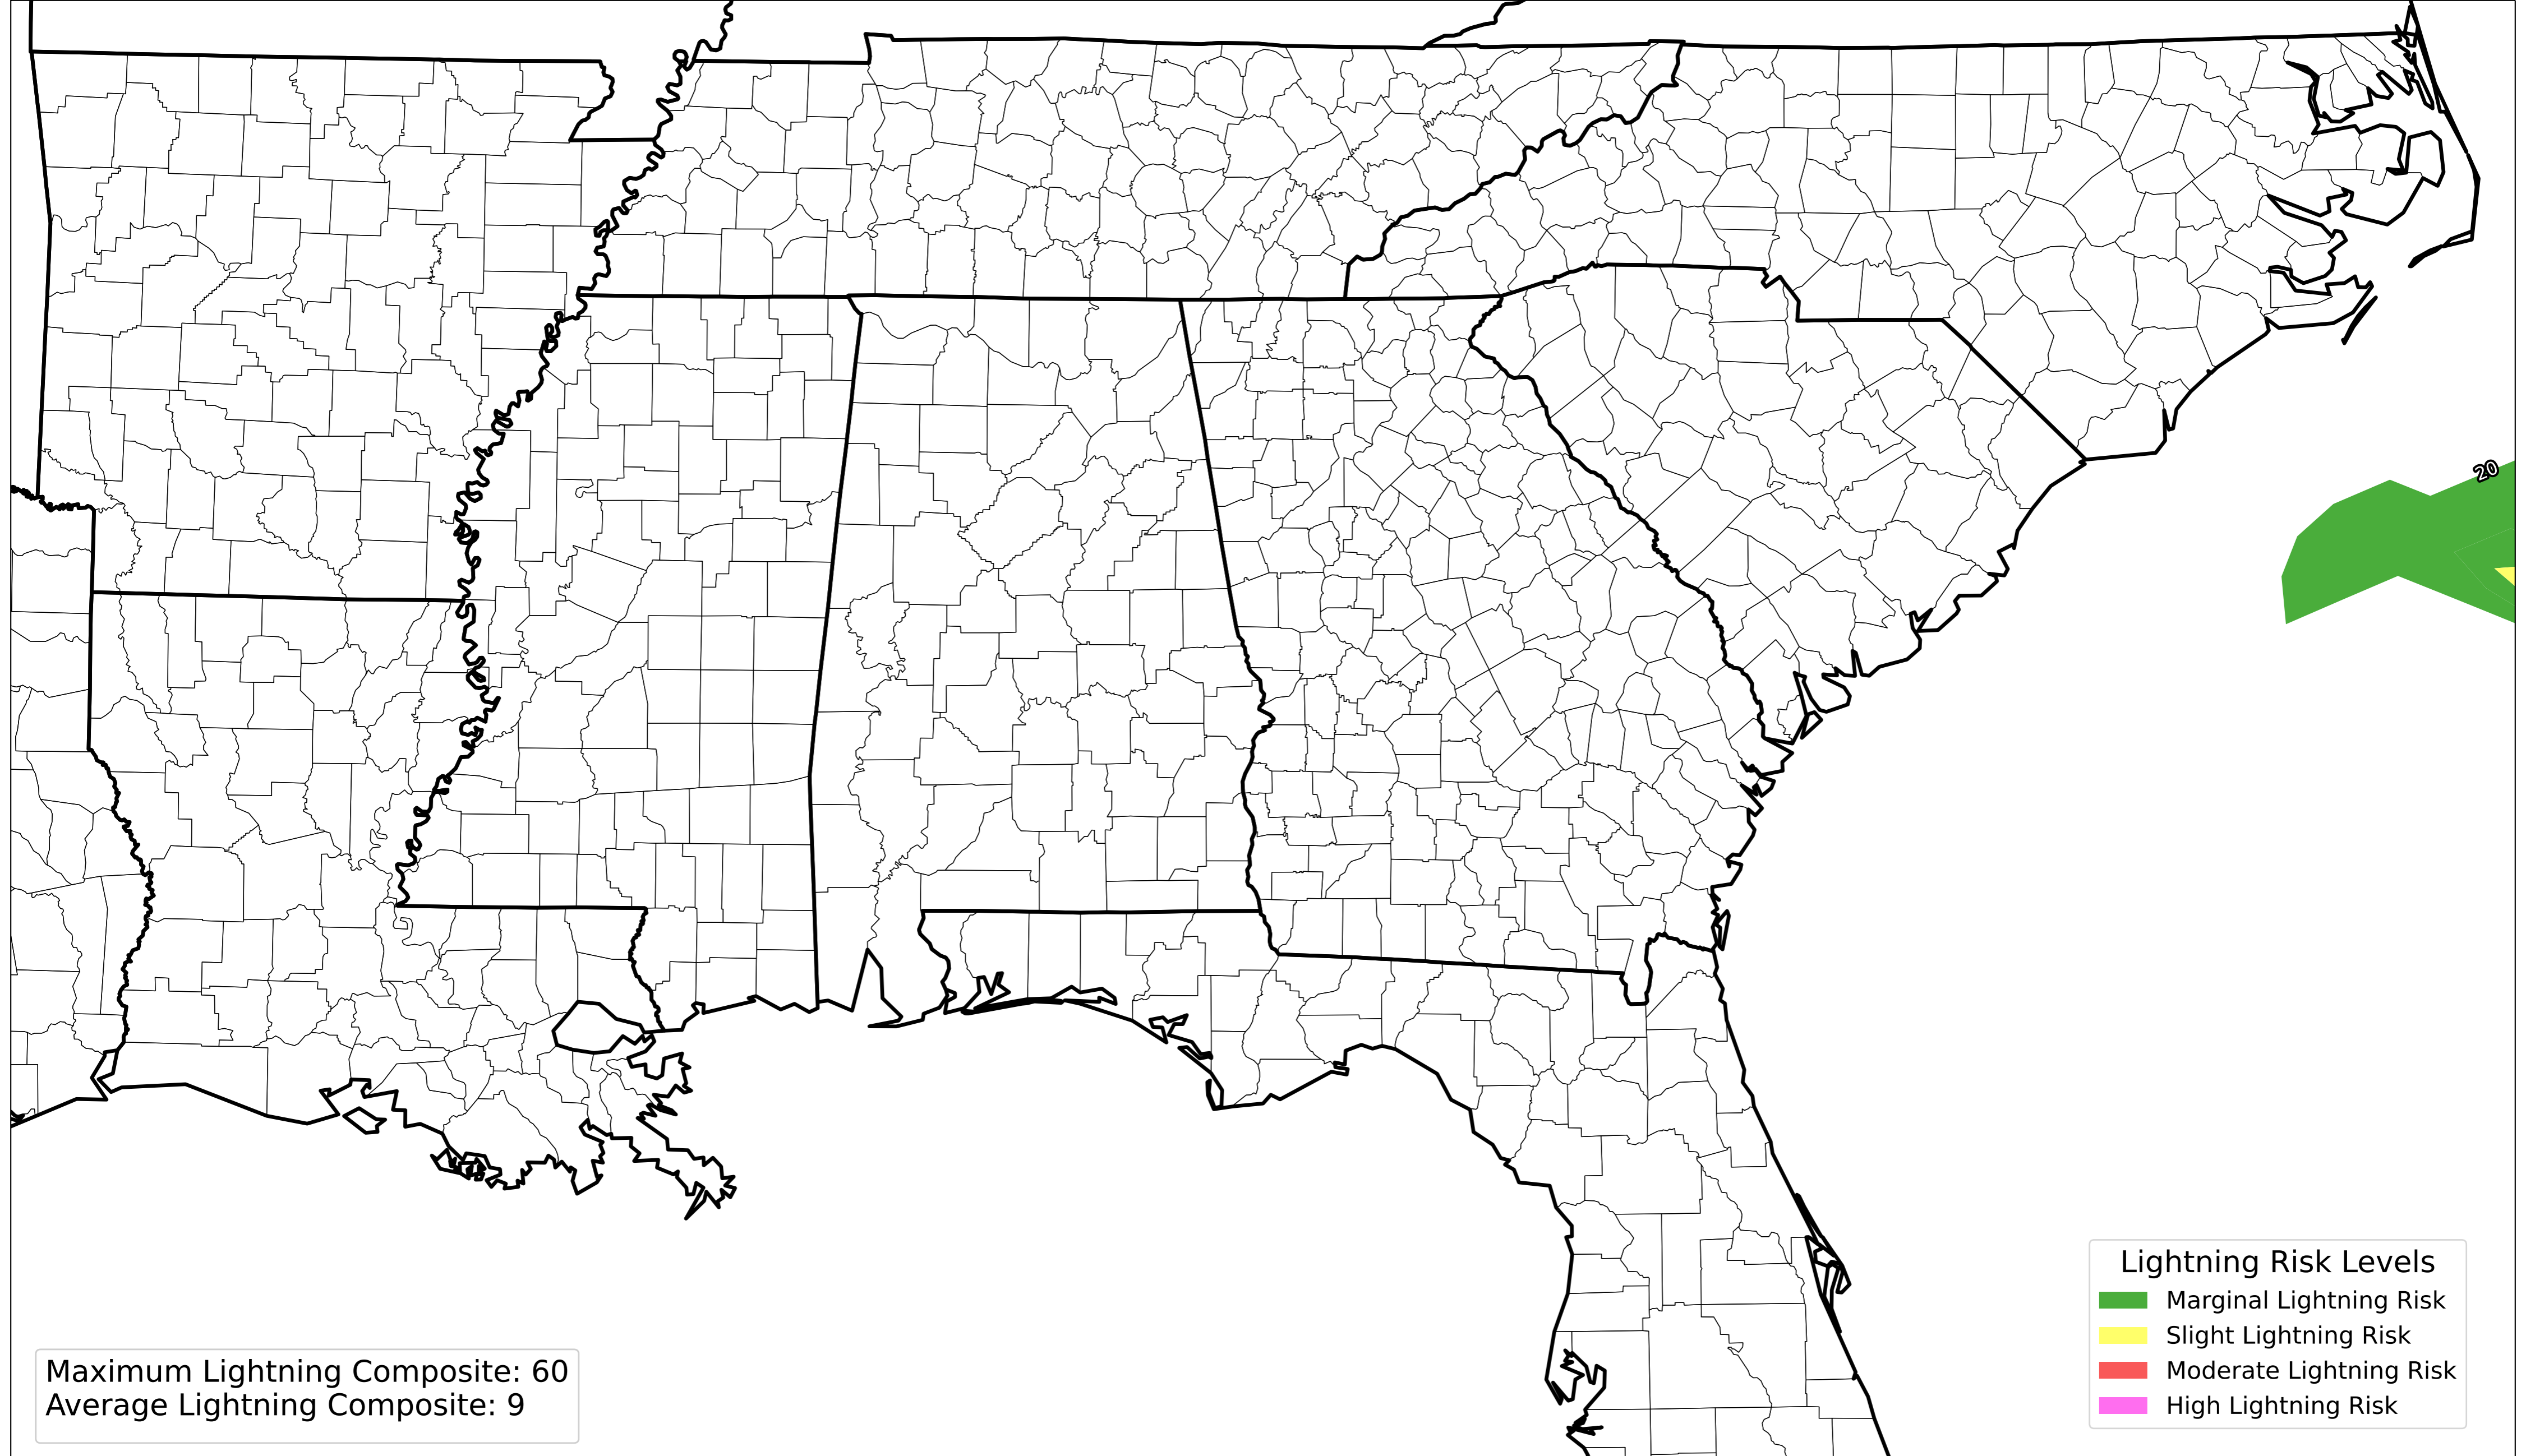 20
Lightning Risk Levels
Marginal Lightning Risk
Slight Lightning Risk
Moderate Lightning Risk
High Lightning Risk
Maximum Lightning Composite: 60
Average Lightning Composite: 9